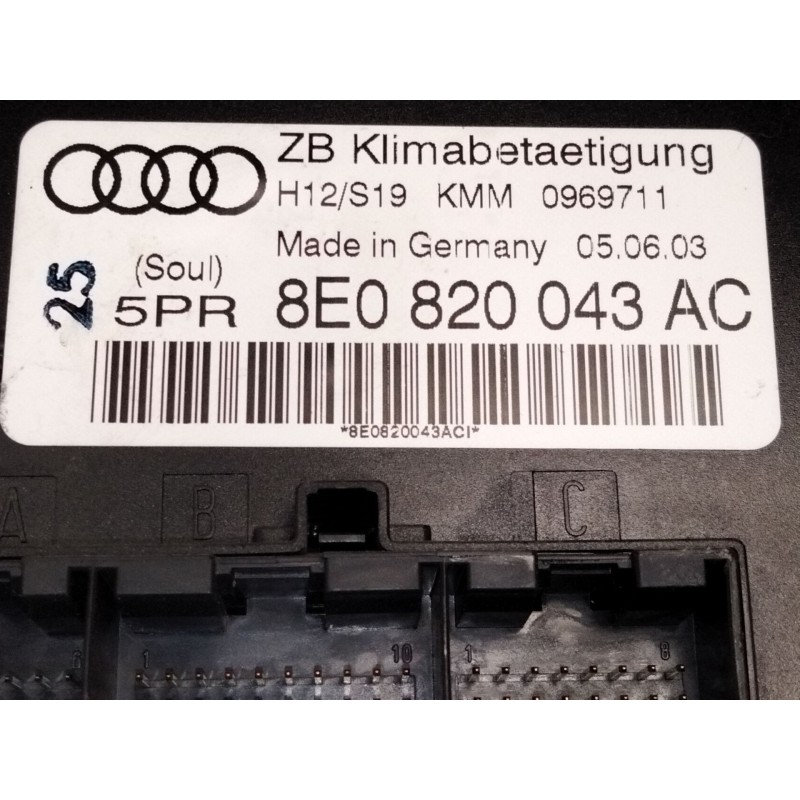 ZB Klimabetaetigung
H12/S19 KMM 0969711
Made in Germany 05.06.03
25
(Soul)
5PR 8E0 820 043 AC
*8E0820043ACI*
A B C
6 1 10 1 8